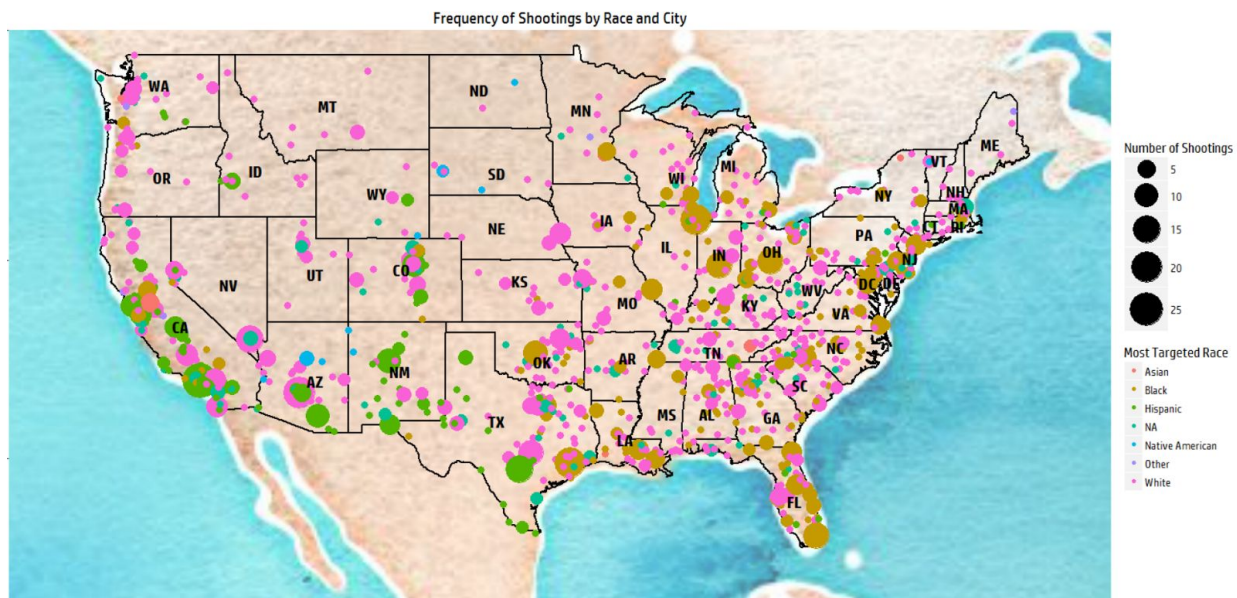 Frequency of Shootings by Race and City
WA
MT
ND
MN
ME
VT
OR
ID
SD
WI
MI
NH
WY
NY
MA
CT
RI
IA
NE
PA
IL
IN
OH
NJ
NV
UT
CO
KS
MO
WV
DC
DE
KY
VA
CA
TN
NC
AZ
NM
OK
AR
SC
TX
MS
AL
GA
LA
FL
Number of Shootings
5
10
15
20
25
Most Targeted Race
Asian
Black
Hispanic
NA
Native American
Other
White